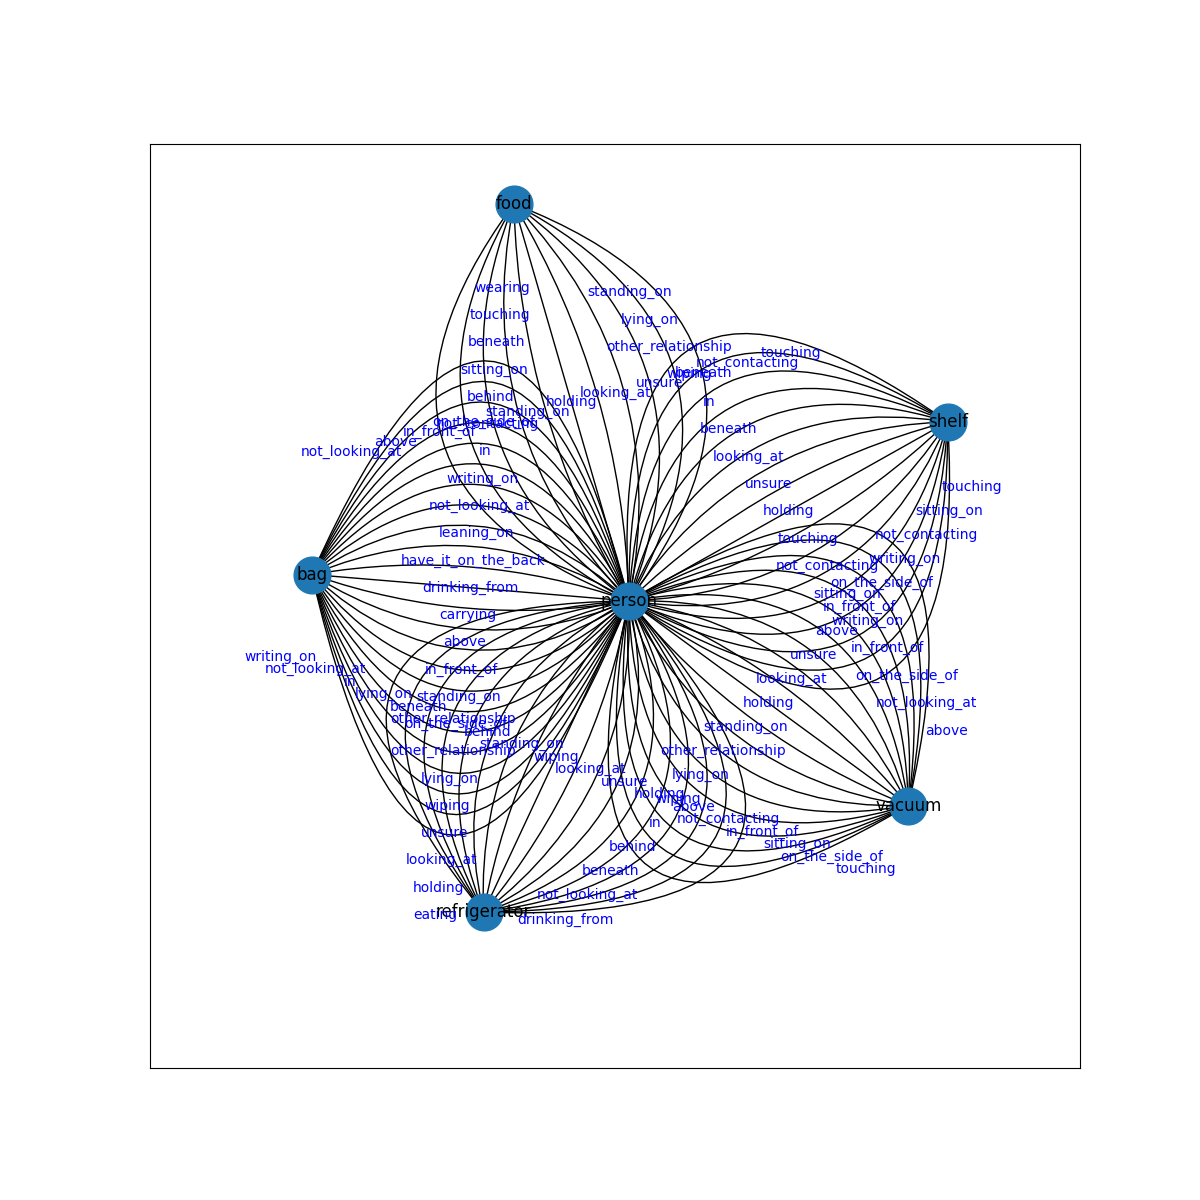 food
wearing
standing_on
touching
lying_on
beneath
other_relationship
touching
not_contacting
sitting_on
wiping
beneath
unsure
looking_at
behind
holding
in
standing_on
on_the_side_of
not_contacting
shelf
in_front_of
beneath
above
not_looking_at
in
looking_at
writing_on
unsure
touching
not_looking_at
holding
sitting_on
leaning_on
touching
not_contacting
have_it_on_the_back
not_contacting
writing_on
bag
drinking_from
on_the_side_of
sitting_on
person
in_front_of
carrying
writing_on
above
above
in_front_of
writing_on
unsure
not_looking_at
in_front_of
on_the_side_of
in
looking_at
lying_on
standing_on
holding
not_looking_at
beneath
other_relationship
on_the_side_of
standing_on
above
behind
standing_on
other_relationship
other_relationship
wiping
looking_at
lying_on
lying_on
unsure
holding
wiping
wiping
above
vacuum
in
not_contacting
unsure
in_front_of
behind
sitting_on
looking_at
on_the_side_of
beneath
touching
holding
not_looking_at
refrigerator
eating
drinking_from